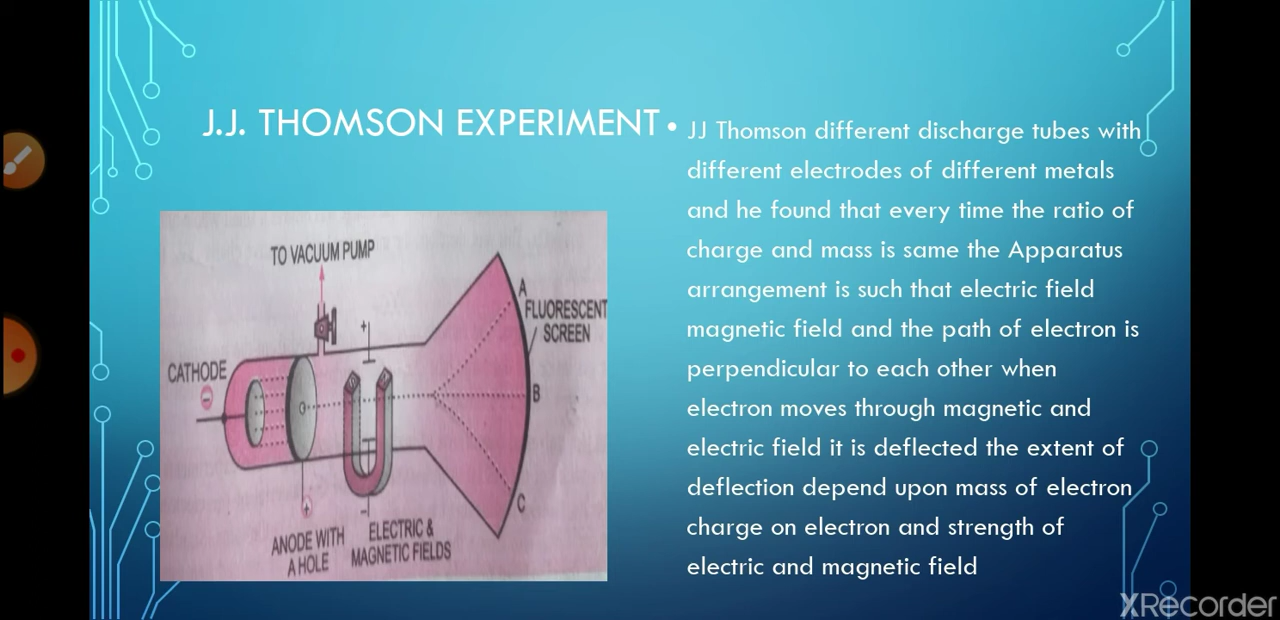 J.J. THOMSON EXPERIMENT
• JJ Thomson different discharge tubes with
different electrodes of different metals
and he found that every time the ratio of
charge and mass is same the Apparatus
arrangement is such that electric field
magnetic field and the path of electron is
perpendicular to each other when
electron moves through magnetic and
electric field it is deflected the extent of
deflection depend upon mass of electron
charge on electron and strength of
electric and magnetic field
TO VACUUM PUMP
A
FLUORESCENT
SCREEN
+
CATHODE
−
B
C
+
−
ANODE WITH
A HOLE
ELECTRIC &
MAGNETIC FIELDS
XRecorder